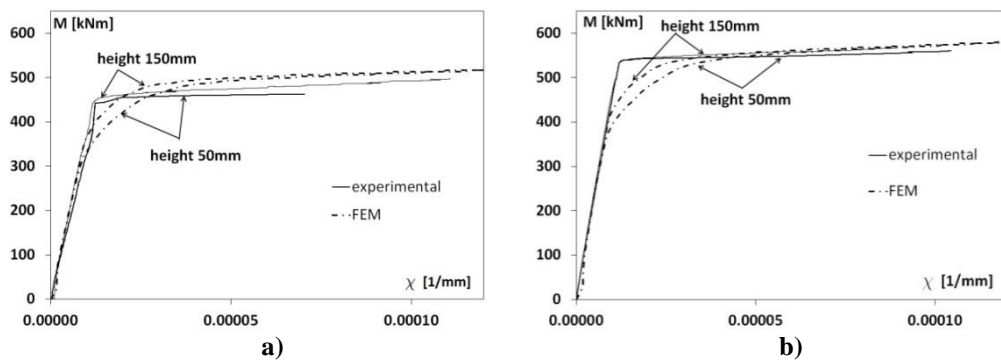 M [kNm]
600
500
400
300
200
100
0
height 150mm
height 50mm
experimental
FEM
χ [1/mm]
0.00000
0.00005
0.00010
a)
M [kNm]
600
500
400
300
200
100
0
height 150mm
height 50mm
experimental
FEM
χ [1/mm]
0.00000
0.00005
0.00010
b)